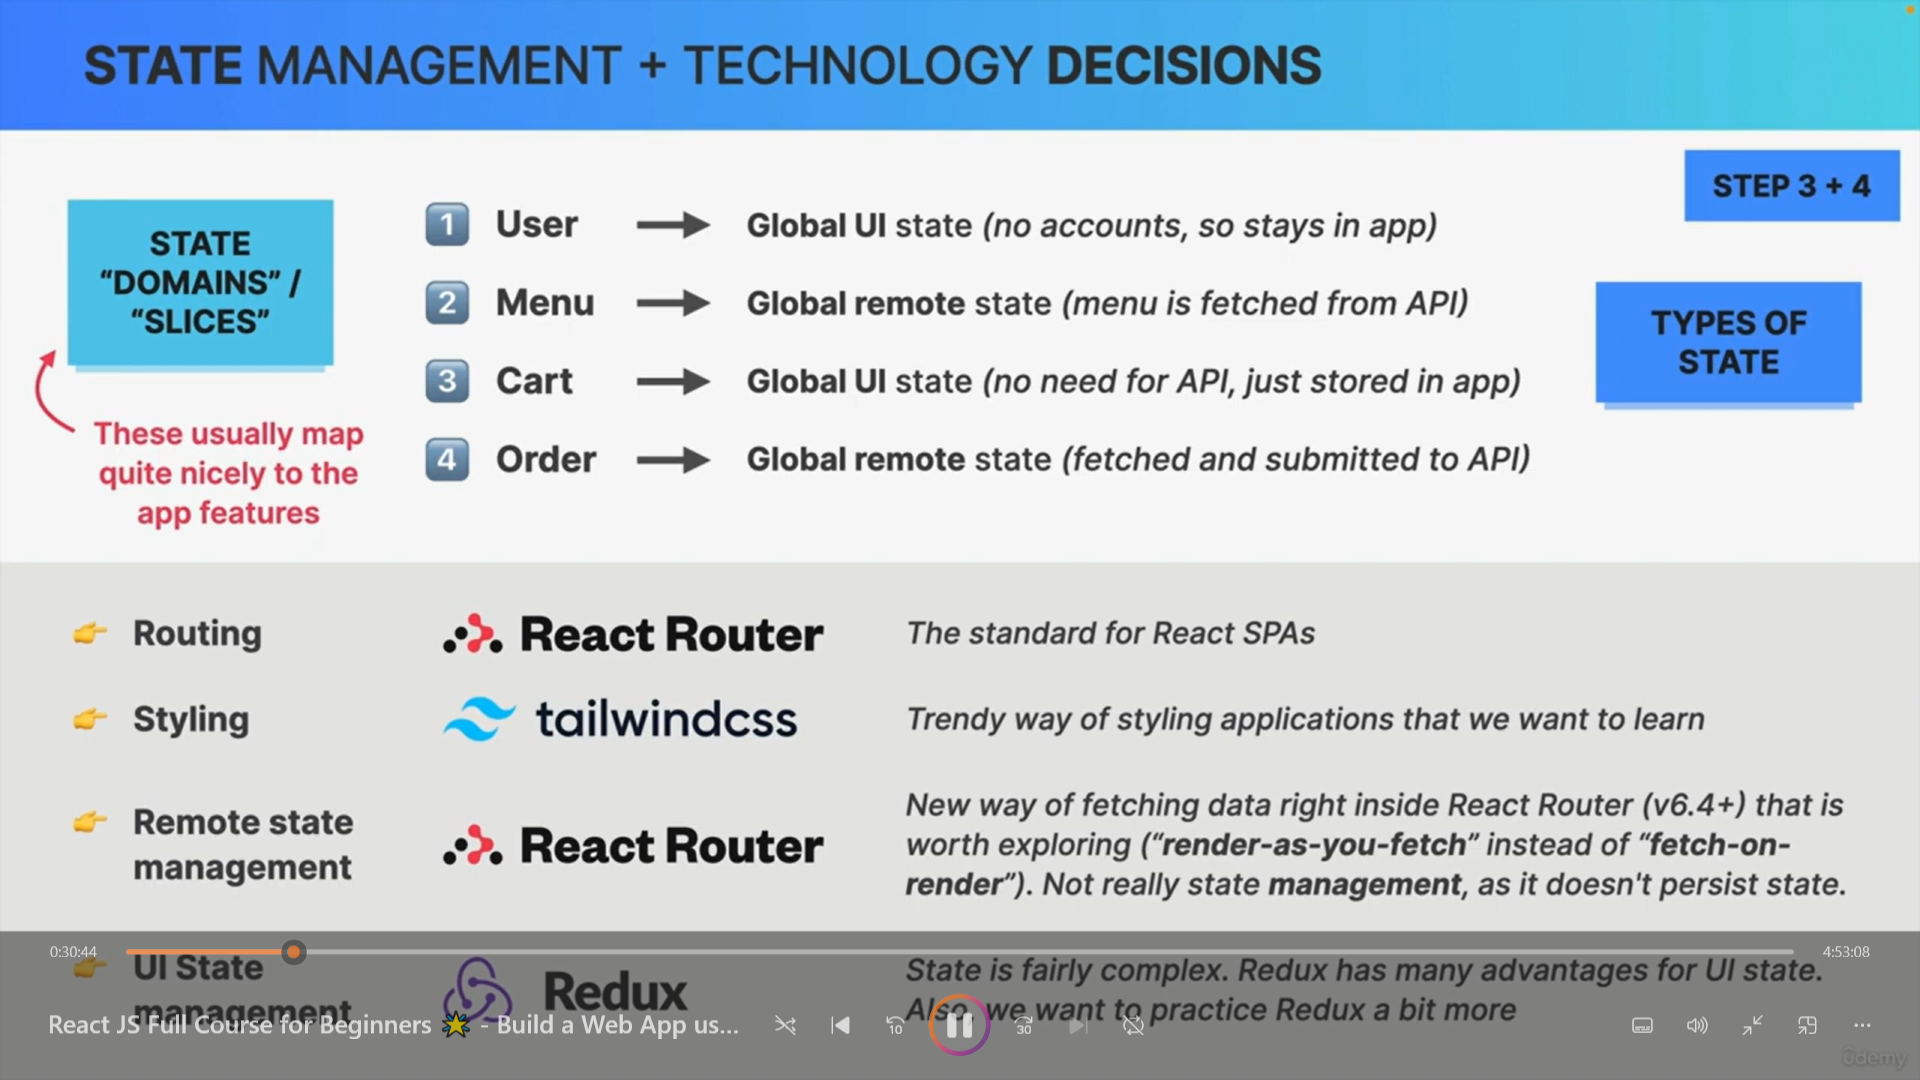 STATE MANAGEMENT + TECHNOLOGY DECISIONS
STEP 3 + 4
STATE
“DOMAINS” /
“SLICES”
These usually map
quite nicely to the
app features
1 User → Global UI state (no accounts, so stays in app)
2 Menu → Global remote state (menu is fetched from API)
3 Cart → Global UI state (no need for API, just stored in app)
4 Order → Global remote state (fetched and submitted to API)
TYPES OF
STATE
👉 Routing
React Router
The standard for React SPAs
👉 Styling
tailwindcss
Trendy way of styling applications that we want to learn
👉 Remote state
management
React Router
New way of fetching data right inside React Router (v6.4+) that is
worth exploring (“render-as-you-fetch” instead of “fetch-on-
render”). Not really state management, as it doesn't persist state.
0:30:44
4:53:08
👉 UI State
management
Redux
State is fairly complex. Redux has many advantages for UI state.
Also, we want to practice Redux a bit more
React JS Full Course for Beginners 🌟 - Build a Web App us...
10
30
ûdemy